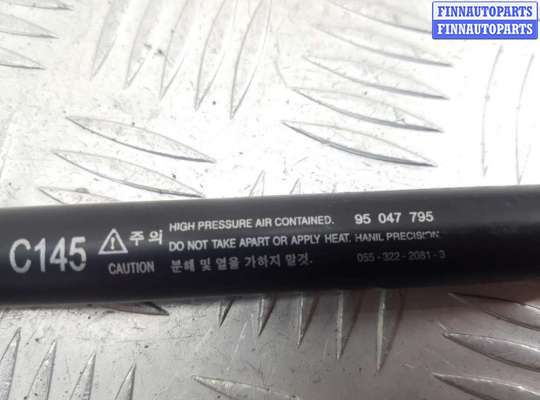 FINNAUTOPARTS
FINNAUTOPARTS
C145
주의
CAUTION
HIGH PRESSURE AIR CONTAINED. 95 047 795
DO NOT TAKE APART OR APPLY HEAT. HANIL PRECISION
분해 및 열을 가하지 말것. 055-322-2081-3